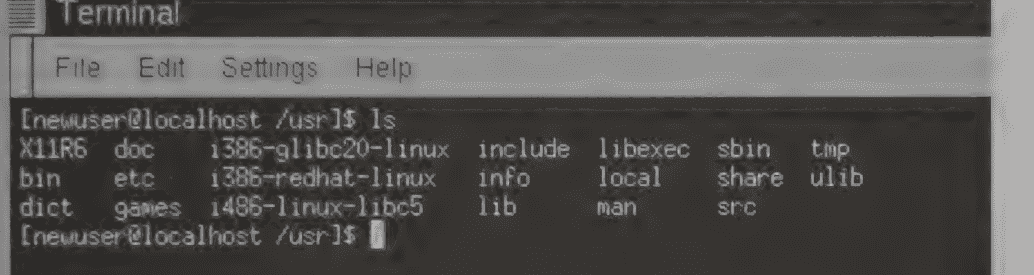 Terminal
File Edit Settings Help
[newuser@localhost /usr]$ ls
X11R6 doc i386-glibc20-linux include libexec sbin tmp
bin etc i386-redhat-linux info local share ulib
dict games i486-linux-libc5 lib man src
[newuser@localhost /usr]$